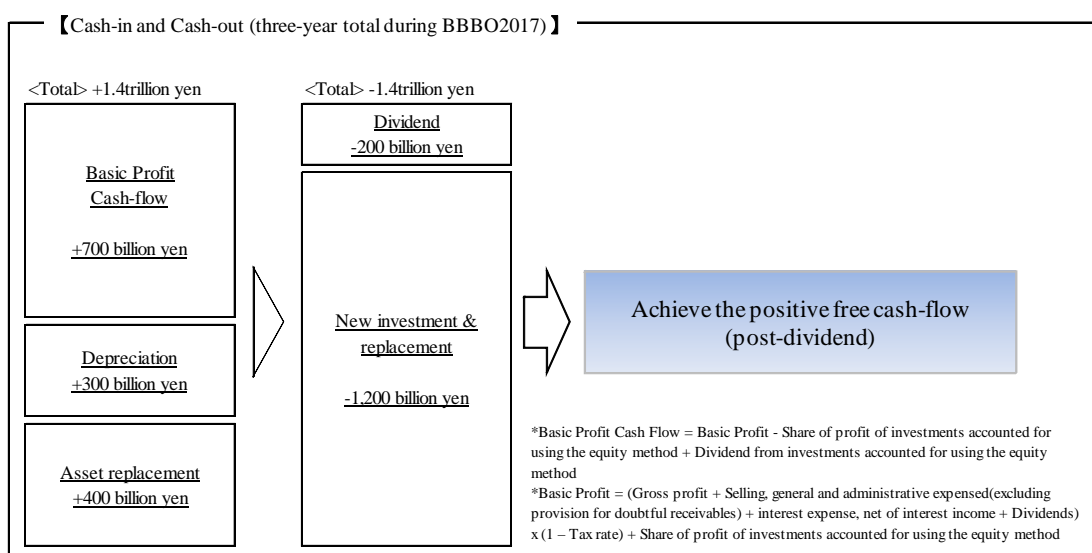 【Cash-in and Cash-out (three-year total during BBBO2017)】
<Total> +1.4trillion yen
Basic Profit
Cash-flow
+700 billion yen
Depreciation
+300 billion yen
Asset replacement
+400 billion yen
<Total> -1.4trillion yen
Dividend
-200 billion yen
New investment &
replacement
-1,200 billion yen
Achieve the positive free cash-flow
(post-dividend)
*Basic Profit Cash Flow = Basic Profit - Share of profit of investments accounted for
using the equity method + Dividend from investments accounted for using the equity
method
*Basic Profit = (Gross profit + Selling, general and administrative expensed(excluding
provision for doubtful receivables) + interest expense, net of interest income + Dividends)
x (1 – Tax rate) + Share of profit of investments accounted for using the equity method